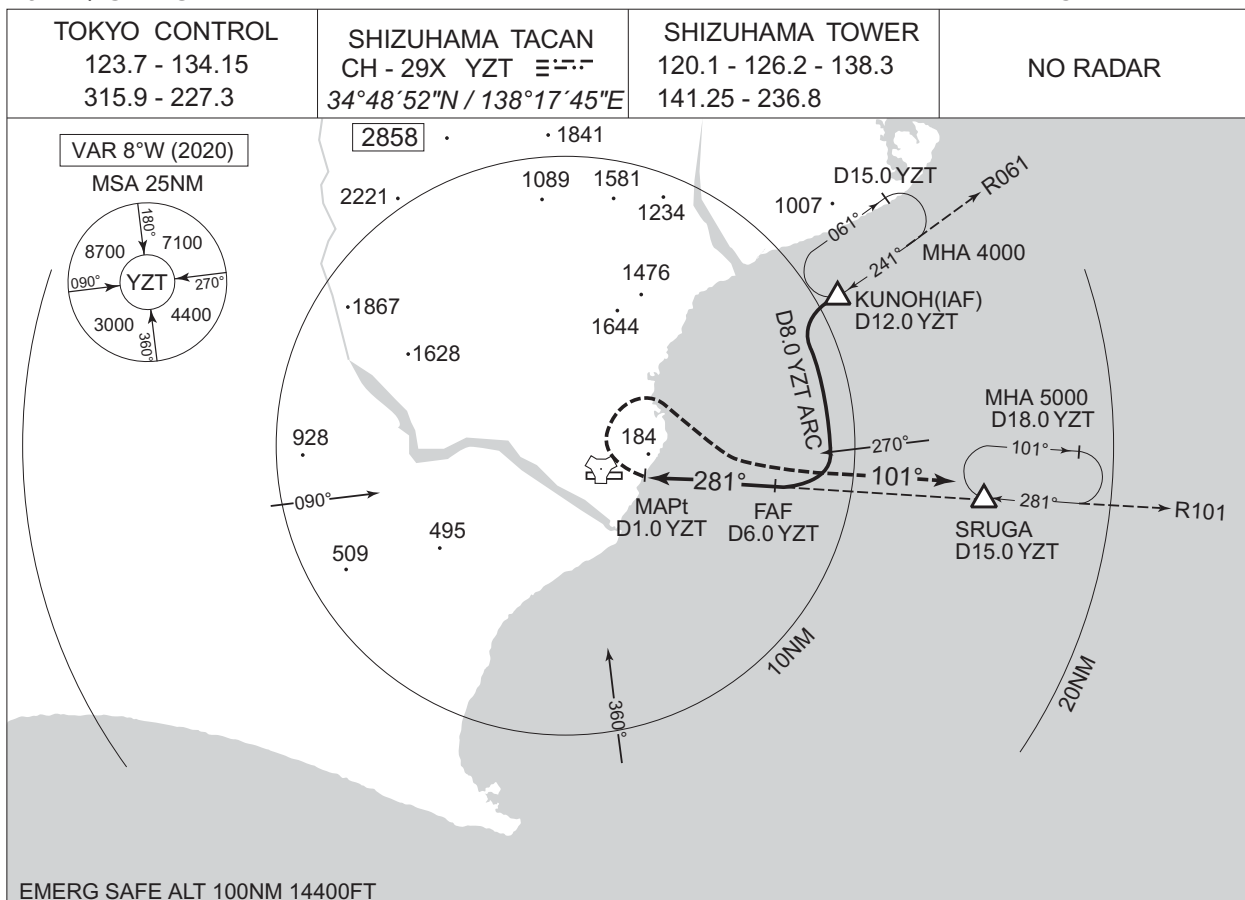 TOKYO CONTROL
123.7 - 134.15
315.9 - 227.3
SHIZUHAMA TACAN
CH - 29X YZT
34°48´52"N / 138°17´45"E
SHIZUHAMA TOWER
120.1 - 126.2 - 138.3
141.25 - 236.8
NO RADAR
VAR 8°W (2020)
MSA 25NM
180°
8700
7100
090°
YZT
270°
3000
4400
360°
2858
1841
2221
1089
1581
1234
1007
D15.0 YZT
R061
061°
241°
MHA 4000
KUNOH(IAF)
D12.0 YZT
1476
1867
1644
1628
D8.0 YZT ARC
MHA 5000
D18.0 YZT
928
184
270°
101°
281°
101°
281°
R101
090°
MAPt
D1.0 YZT
FAF
D6.0 YZT
SRUGA
D15.0 YZT
495
509
10NM
20NM
360°
EMERG SAFE ALT 100NM 14400FT